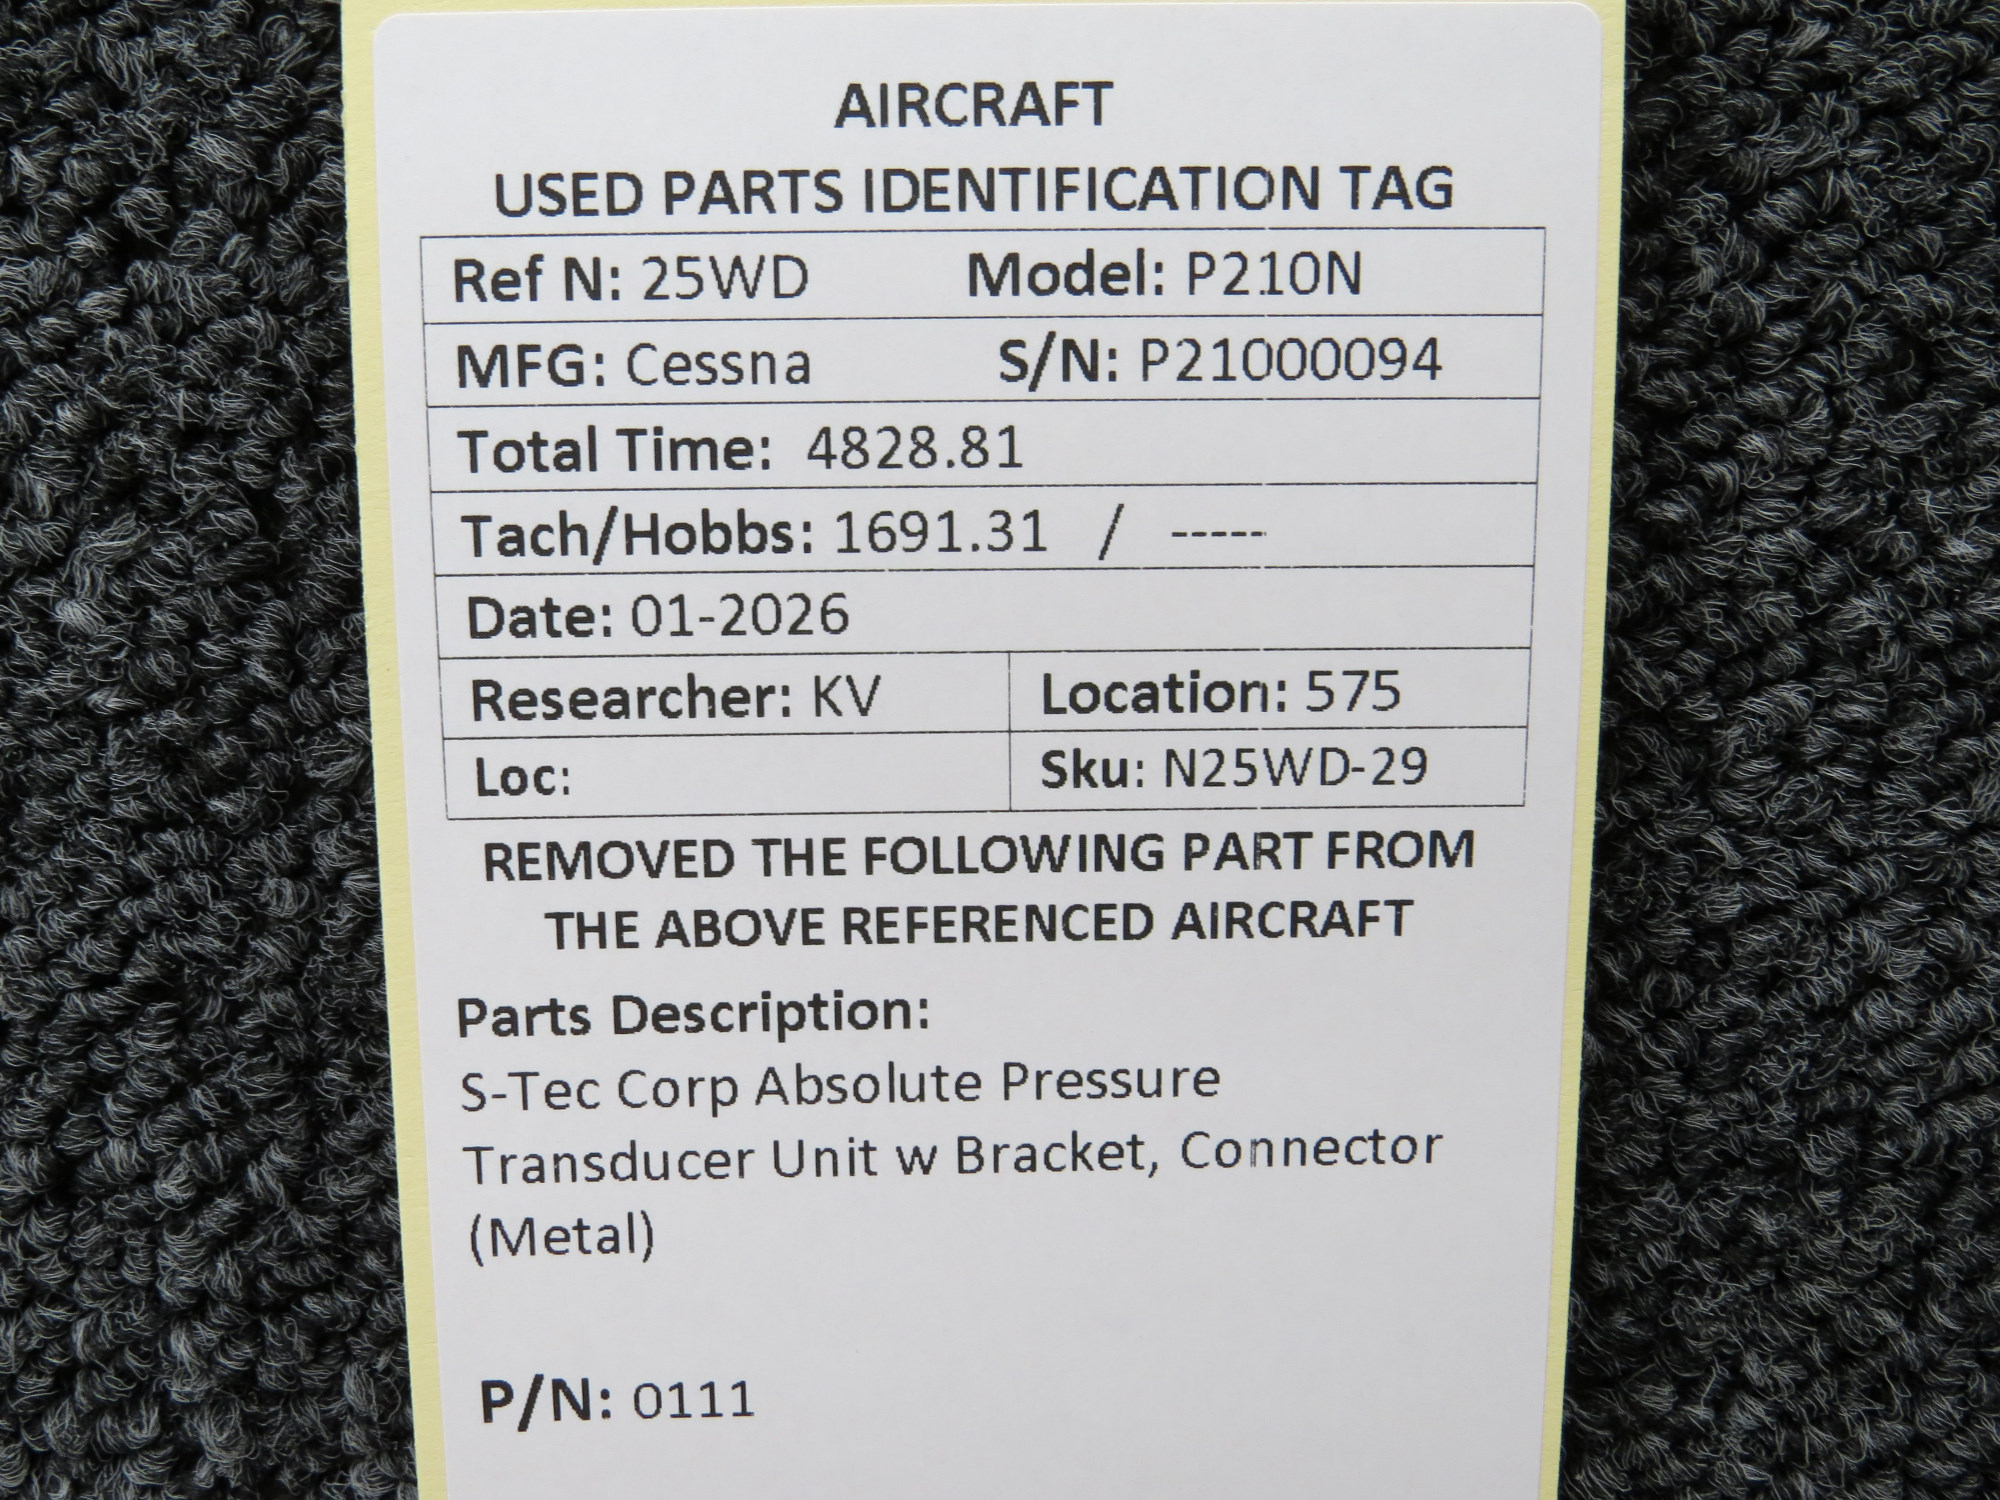 AIRCRAFT
USED PARTS IDENTIFICATION TAG
Ref N: 25WD Model: P210N
MFG: Cessna S/N: P21000094
Total Time: 4828.81
Tach/Hobbs: 1691.31 / -----
Date: 01-2026
Researcher: KV Location: 575
Loc: Sku: N25WD-29
REMOVED THE FOLLOWING PART FROM
THE ABOVE REFERENCED AIRCRAFT
Parts Description:
S-Tec Corp Absolute Pressure
Transducer Unit w Bracket, Connector
(Metal)
P/N: 0111